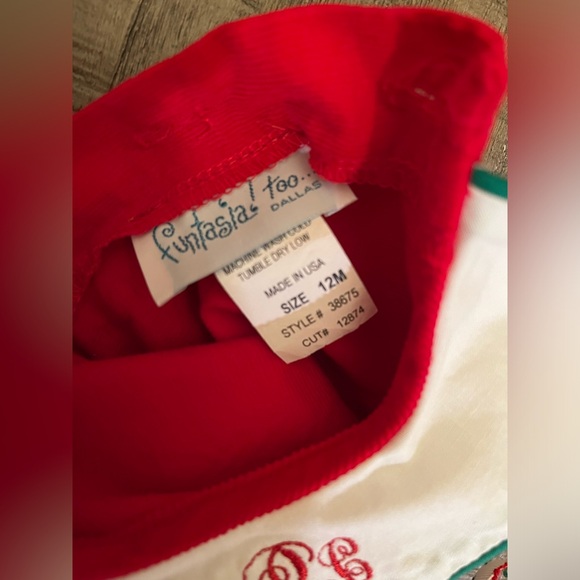 funtasia! too...
DALLAS
MACHINE WASH COLD
TUMBLE DRY LOW
MADE IN USA
SIZE 12M
STYLE # 38675
CUT# 12874